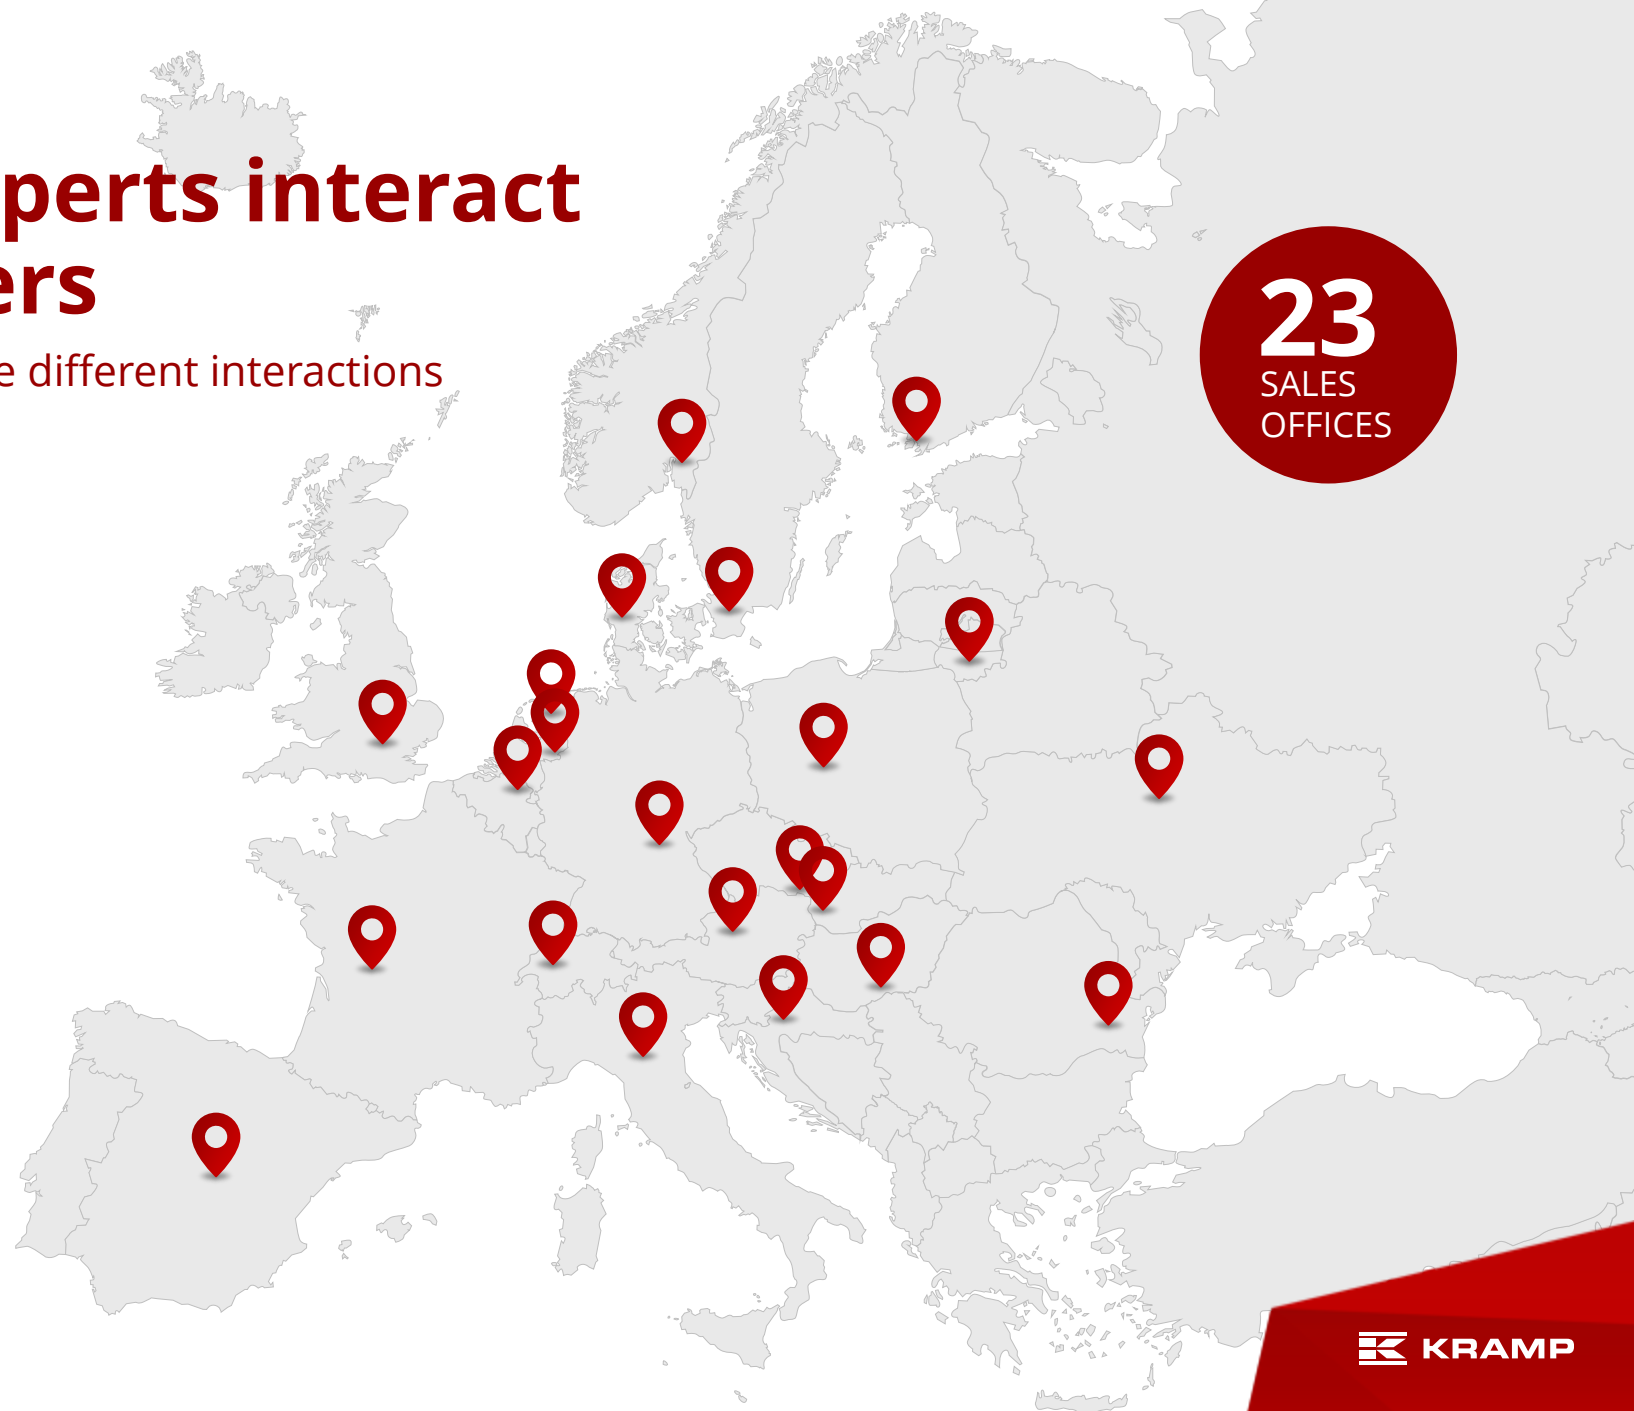 perts interact
ers
e different interactions
23
SALES
OFFICES
KRAMP